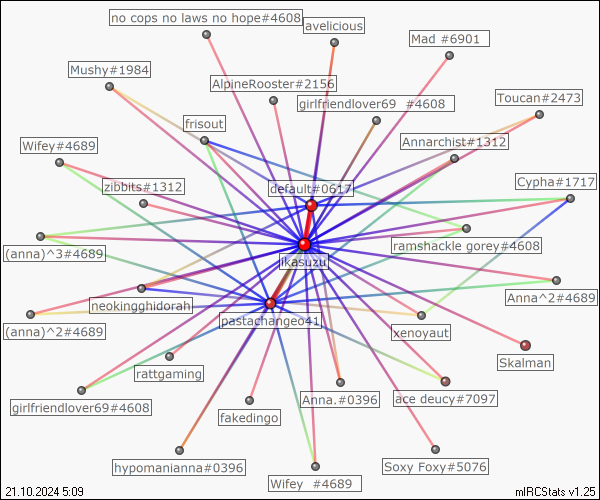 no cops no laws no hope#4608
avelicious
Mad #6901
Mushy#1984
AlpineRooster#2156
girlfriendlover69 #4608
Toucan#2473
frisout
Annarchist#1312
Wifey#4689
zibbits#1312
default#0617
Cypha#1717
(anna)^3#4689
ramshackle gorey#4608
ikasuzu
Anna^2#4689
neokingghidorah
pastachangeo41
(anna)^2#4689
xenoyaut
Skalman
rattgaming
girlfriendlover69#4608
fakedingo
Anna.#0396
ace deucy#7097
hypomanianna#0396
Wifey #4689
Soxy Foxy#5076
21.10.2024 5:09
mIRCStats v1.25